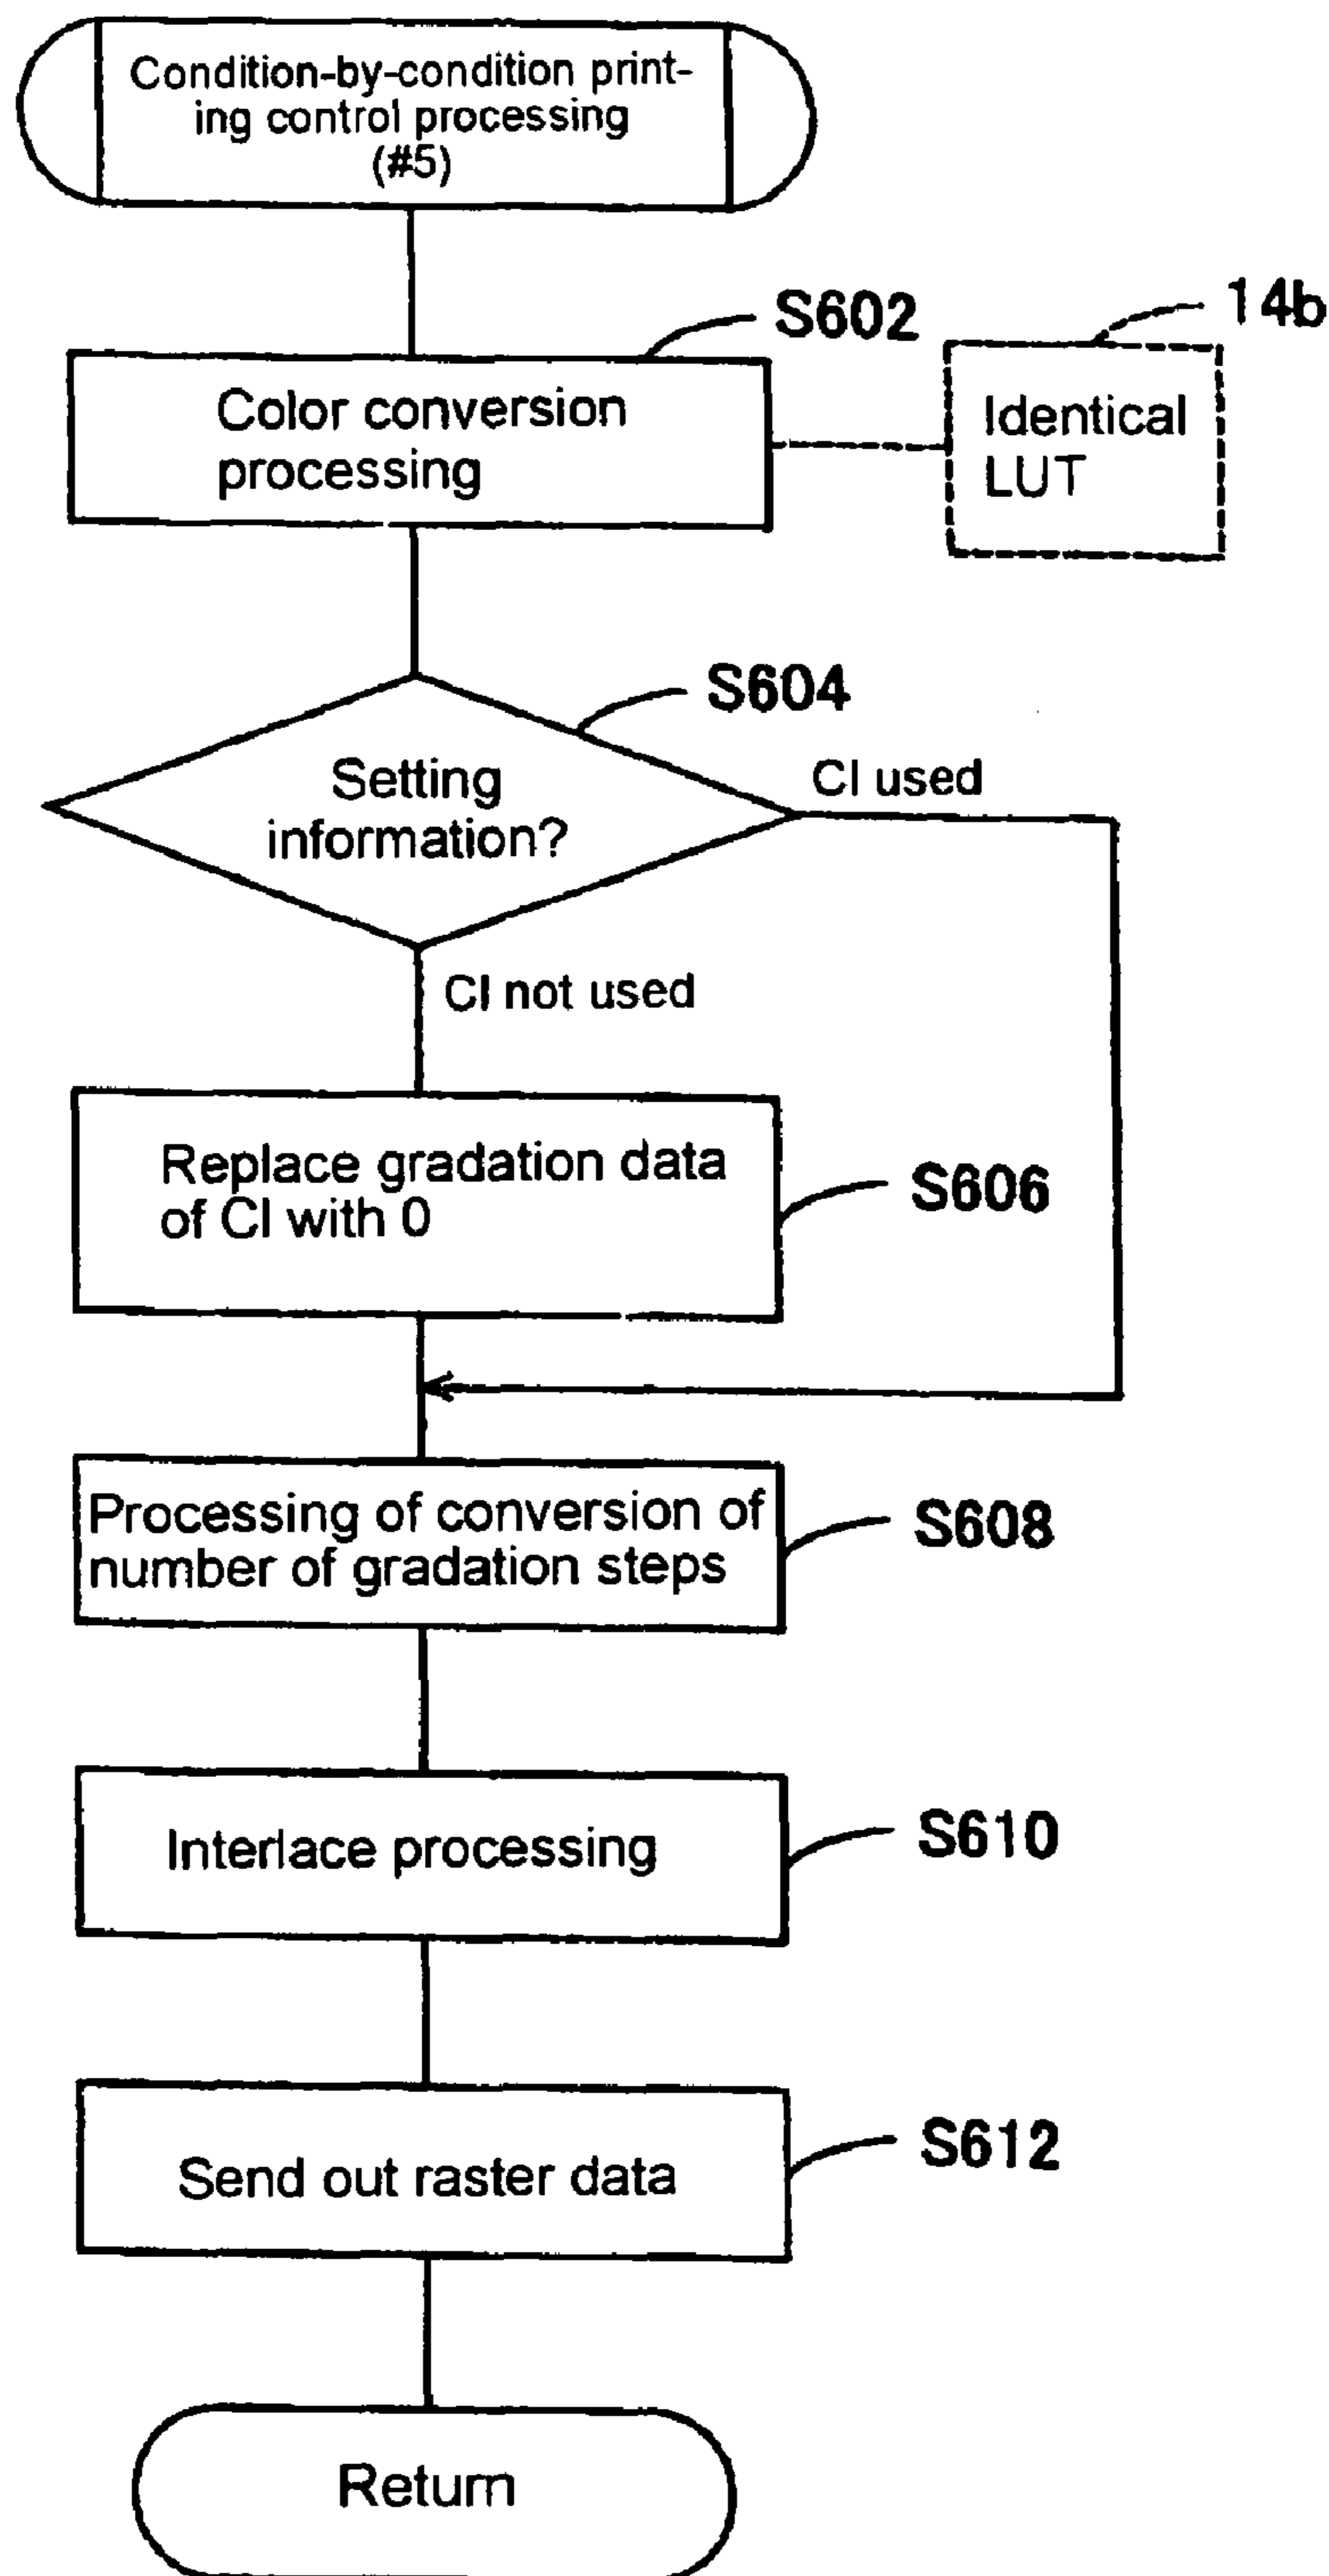 Condition-by-condition print-
ing control processing
(#5)
S602
14b
Color conversion
processing
Identical
LUT
S604
Setting
information?
CI used
CI not used
Replace gradation data
of CI with 0
S606
Processing of conversion of
number of gradation steps
S608
Interlace processing
S610
Send out raster data
S612
Return